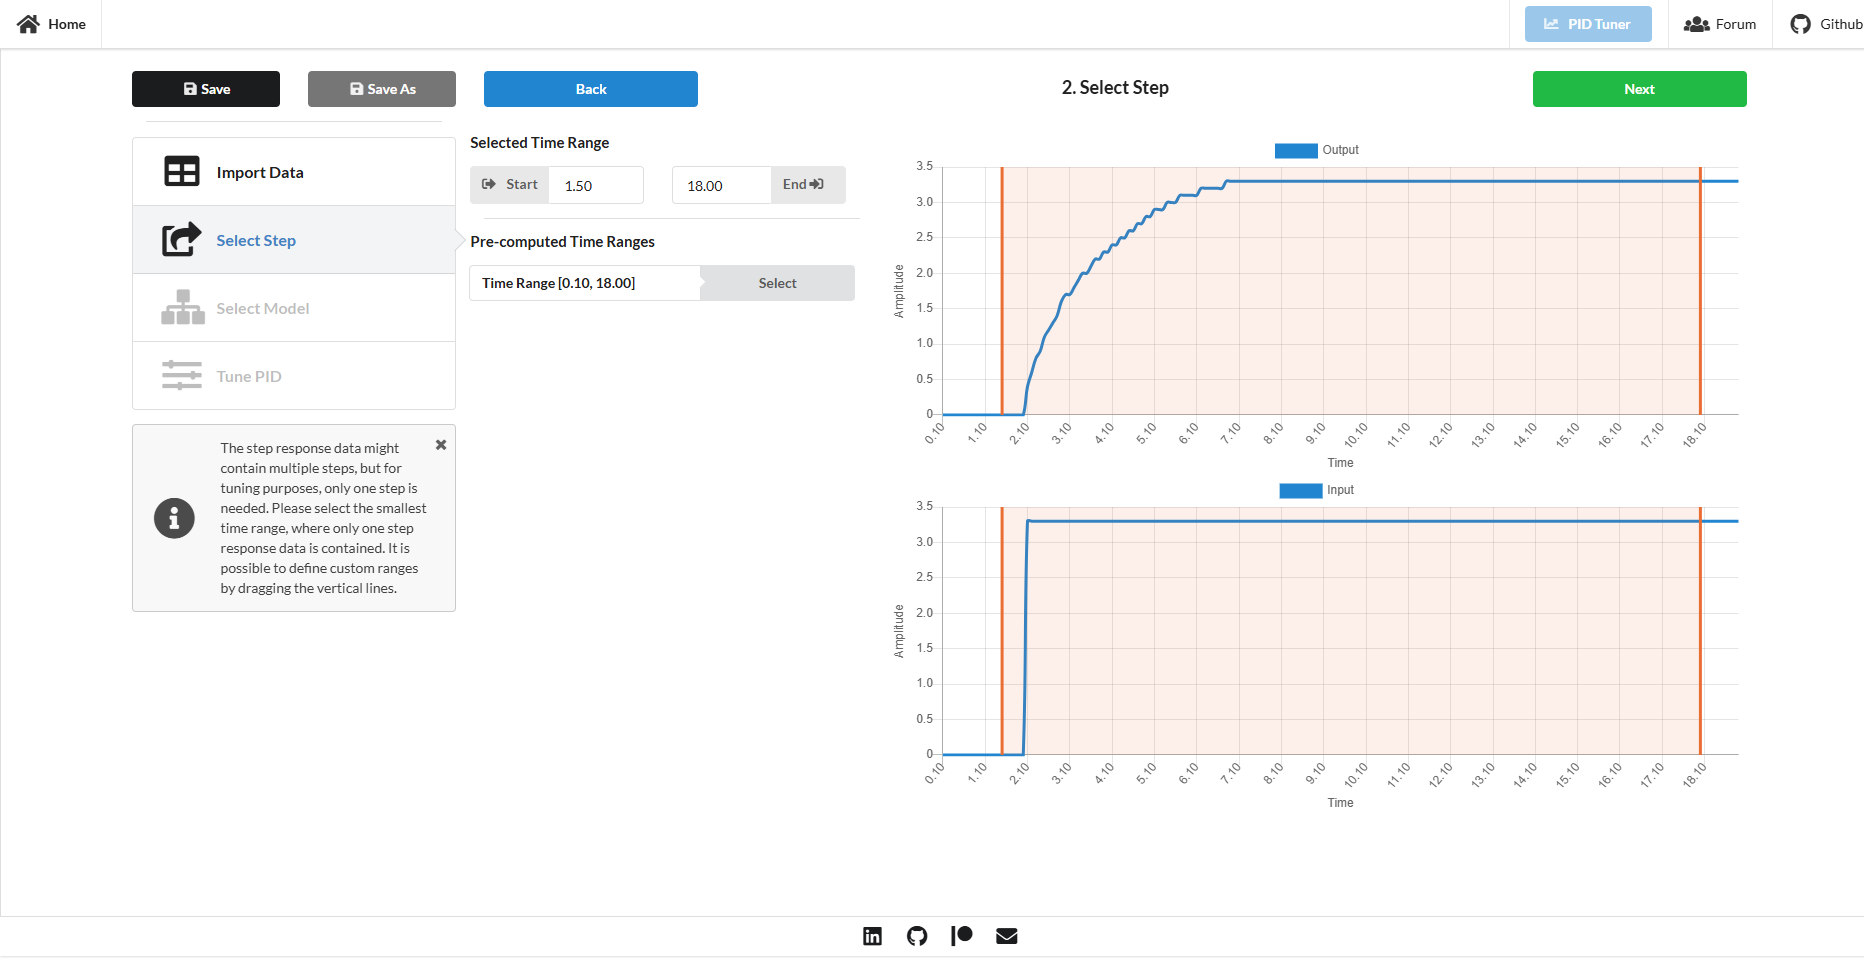 Home
PID Tuner
Forum
Github
Save
Save As
Back
2. Select Step
Next
Import Data
Select Step
Select Model
Tune PID
The step response data might
contain multiple steps, but for
tuning purposes, only one step is
needed. Please select the smallest
time range, where only one step
response data is contained. It is
possible to define custom ranges
by dragging the vertical lines.
Selected Time Range
Start 1.50
18.00 End
Pre-computed Time Ranges
Time Range [0.10, 18.00] Select
Output
3.5
3.0
2.5
2.0
1.5
1.0
0.5
0
Amplitude
0.10 1.10 2.10 3.10 4.10 5.10 6.10 7.10 8.10 9.10 10.10 11.10 12.10 13.10 14.10 15.10 16.10 17.10 18.10
Time
Input
3.5
3.0
2.5
2.0
1.5
1.0
0.5
0
Amplitude
0.10 1.10 2.10 3.10 4.10 5.10 6.10 7.10 8.10 9.10 10.10 11.10 12.10 13.10 14.10 15.10 16.10 17.10 18.10
Time